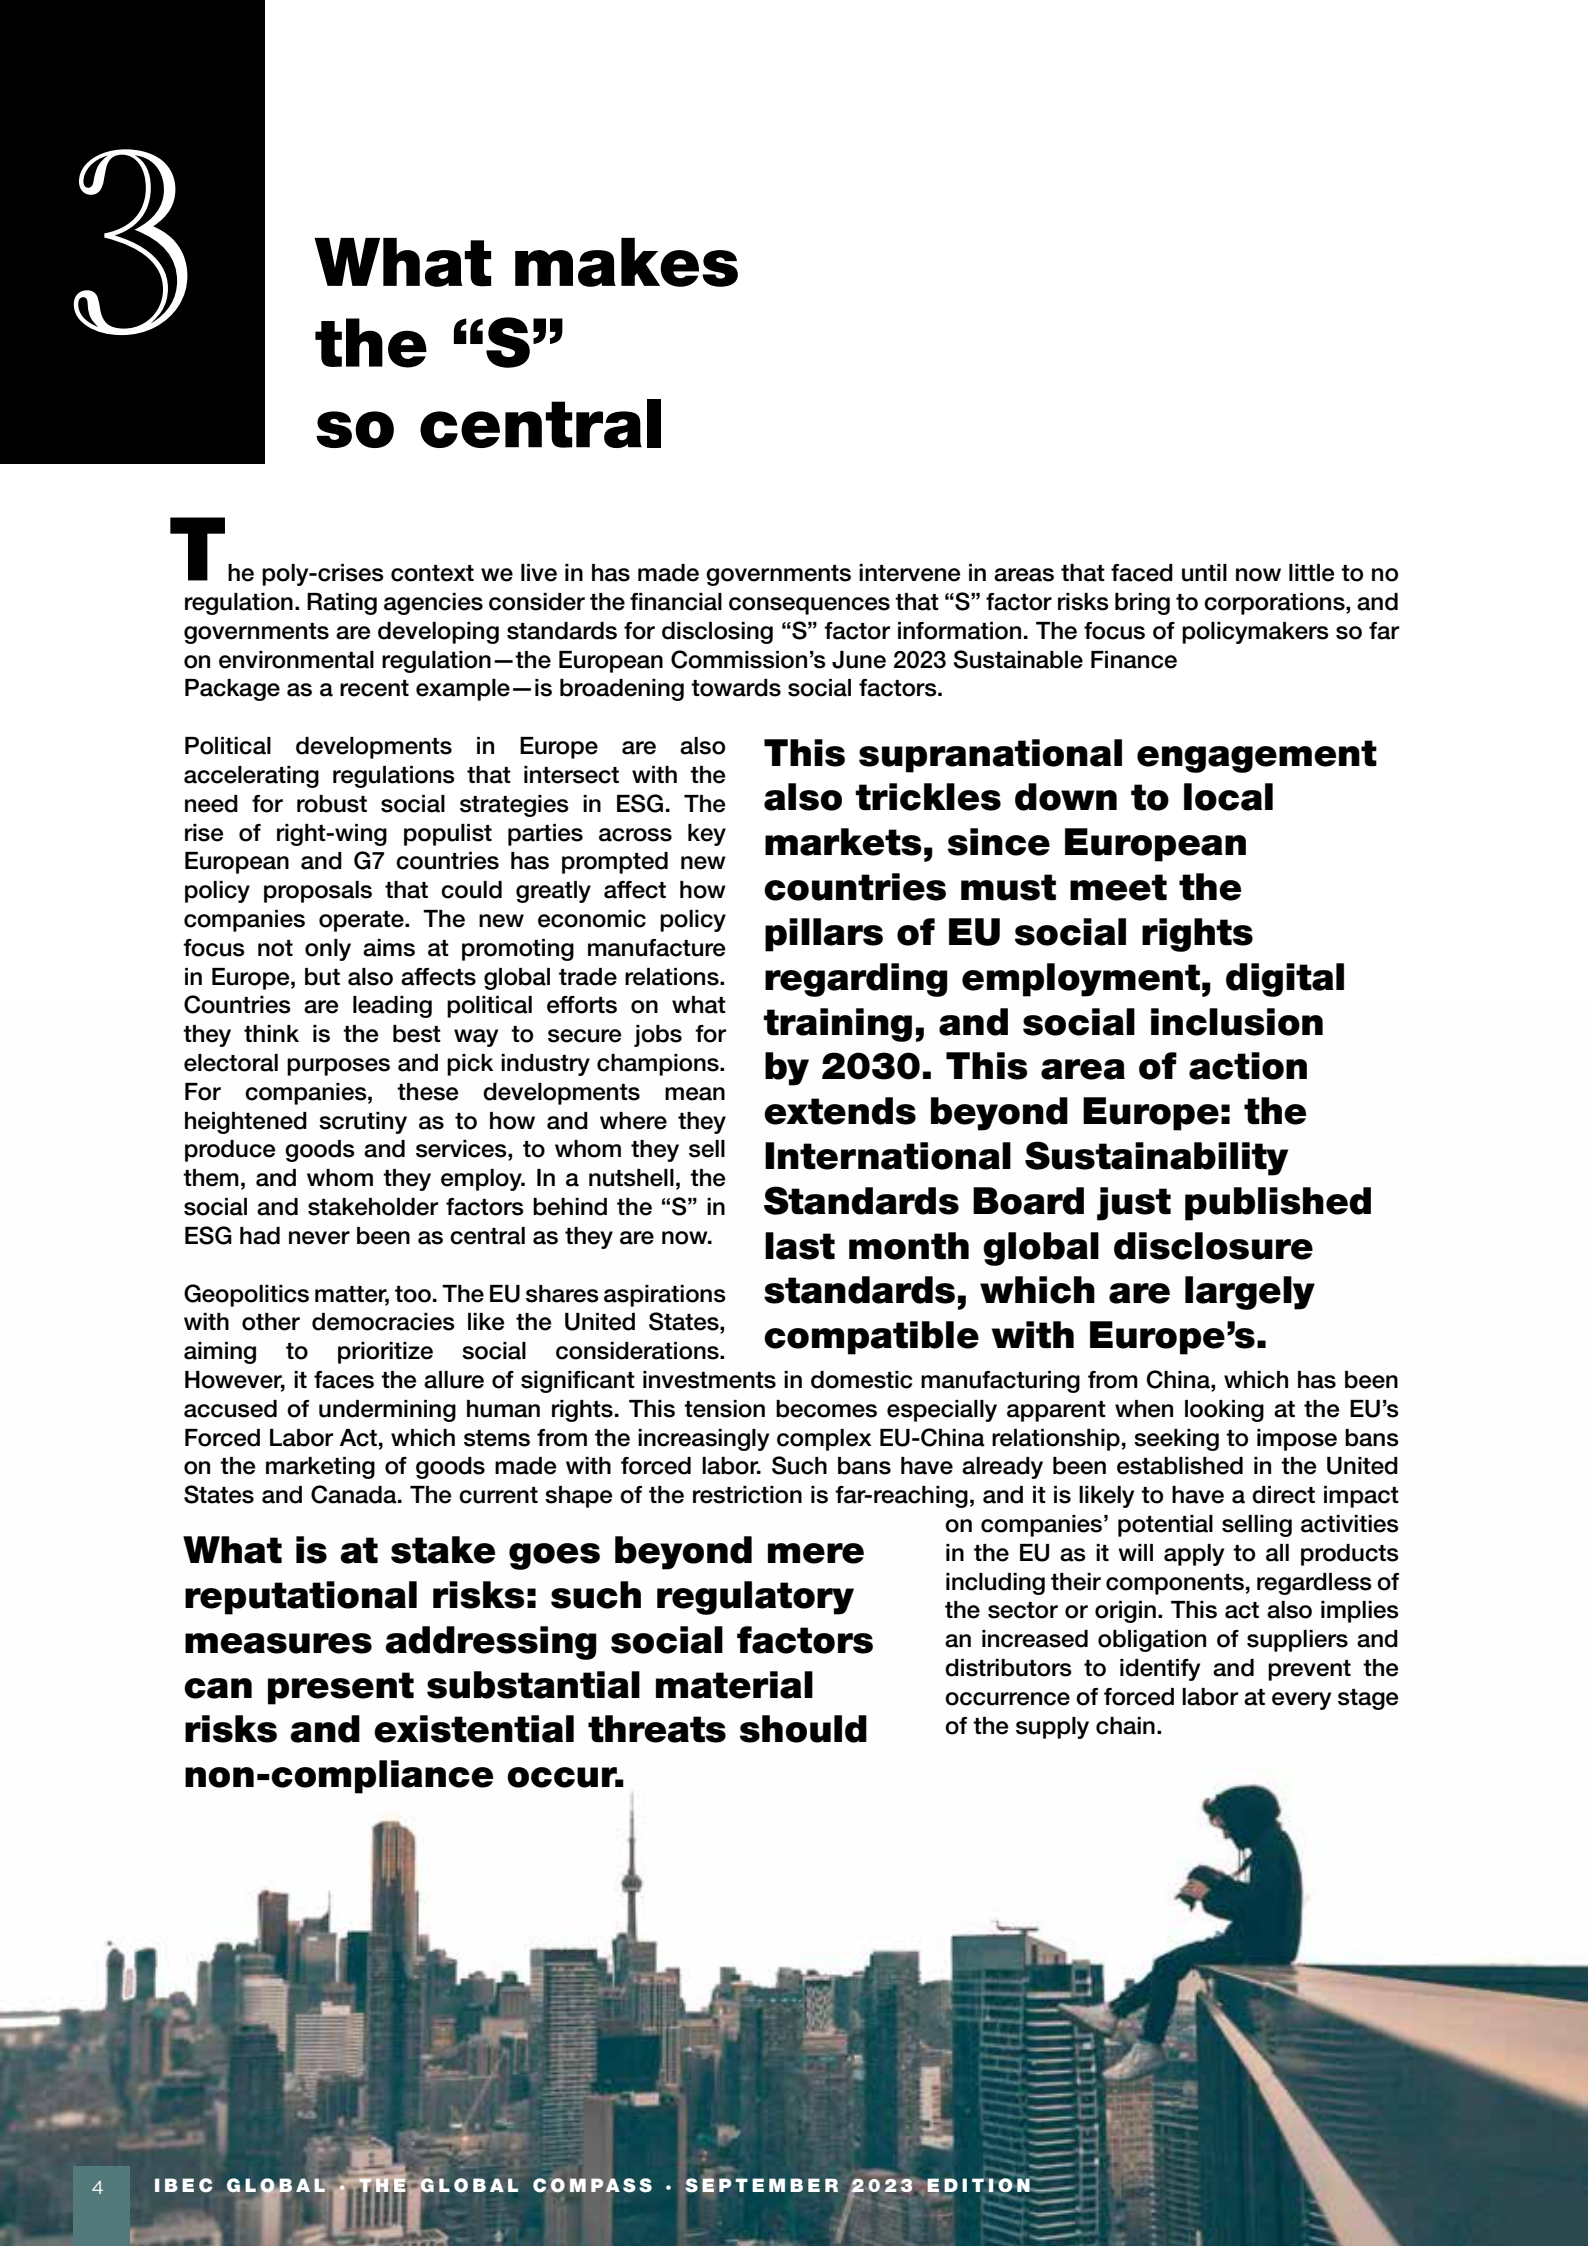 3
What makes
the “S”
so central
The poly-crises context we live in has made governments intervene in areas that faced until now little to no
regulation. Rating agencies consider the financial consequences that “S” factor risks bring to corporations, and
governments are developing standards for disclosing “S” factor information. The focus of policymakers so far
on environmental regulation—the European Commission’s June 2023 Sustainable Finance
Package as a recent example—is broadening towards social factors.
Political developments in Europe are also
accelerating regulations that intersect with the
need for robust social strategies in ESG. The
rise of right-wing populist parties across key
European and G7 countries has prompted new
policy proposals that could greatly affect how
companies operate. The new economic policy
focus not only aims at promoting manufacture
in Europe, but also affects global trade relations.
Countries are leading political efforts on what
they think is the best way to secure jobs for
electoral purposes and pick industry champions.
For companies, these developments mean
heightened scrutiny as to how and where they
produce goods and services, to whom they sell
them, and whom they employ. In a nutshell, the
social and stakeholder factors behind the “S” in
ESG had never been as central as they are now.
This supranational engagement
also trickles down to local
markets, since European
countries must meet the
pillars of EU social rights
regarding employment, digital
training, and social inclusion
by 2030. This area of action
extends beyond Europe: the
International Sustainability
Standards Board just published
last month global disclosure
standards, which are largely
compatible with Europe’s.
Geopolitics matter, too. The EU shares aspirations
with other democracies like the United States,
aiming to prioritize social considerations.
However, it faces the allure of significant investments in domestic manufacturing from China, which has been
accused of undermining human rights. This tension becomes especially apparent when looking at the EU’s
Forced Labor Act, which stems from the increasingly complex EU-China relationship, seeking to impose bans
on the marketing of goods made with forced labor. Such bans have already been established in the United
States and Canada. The current shape of the restriction is far-reaching, and it is likely to have a direct impact
on companies’ potential selling activities
in the EU as it will apply to all products
including their components, regardless of
the sector or origin. This act also implies
an increased obligation of suppliers and
distributors to identify and prevent the
occurrence of forced labor at every stage
of the supply chain.
What is at stake goes beyond mere
reputational risks: such regulatory
measures addressing social factors
can present substantial material
risks and existential threats should
non-compliance occur.
4
IBEC GLOBAL · THE GLOBAL COMPASS · SEPTEMBER 2023 EDITION